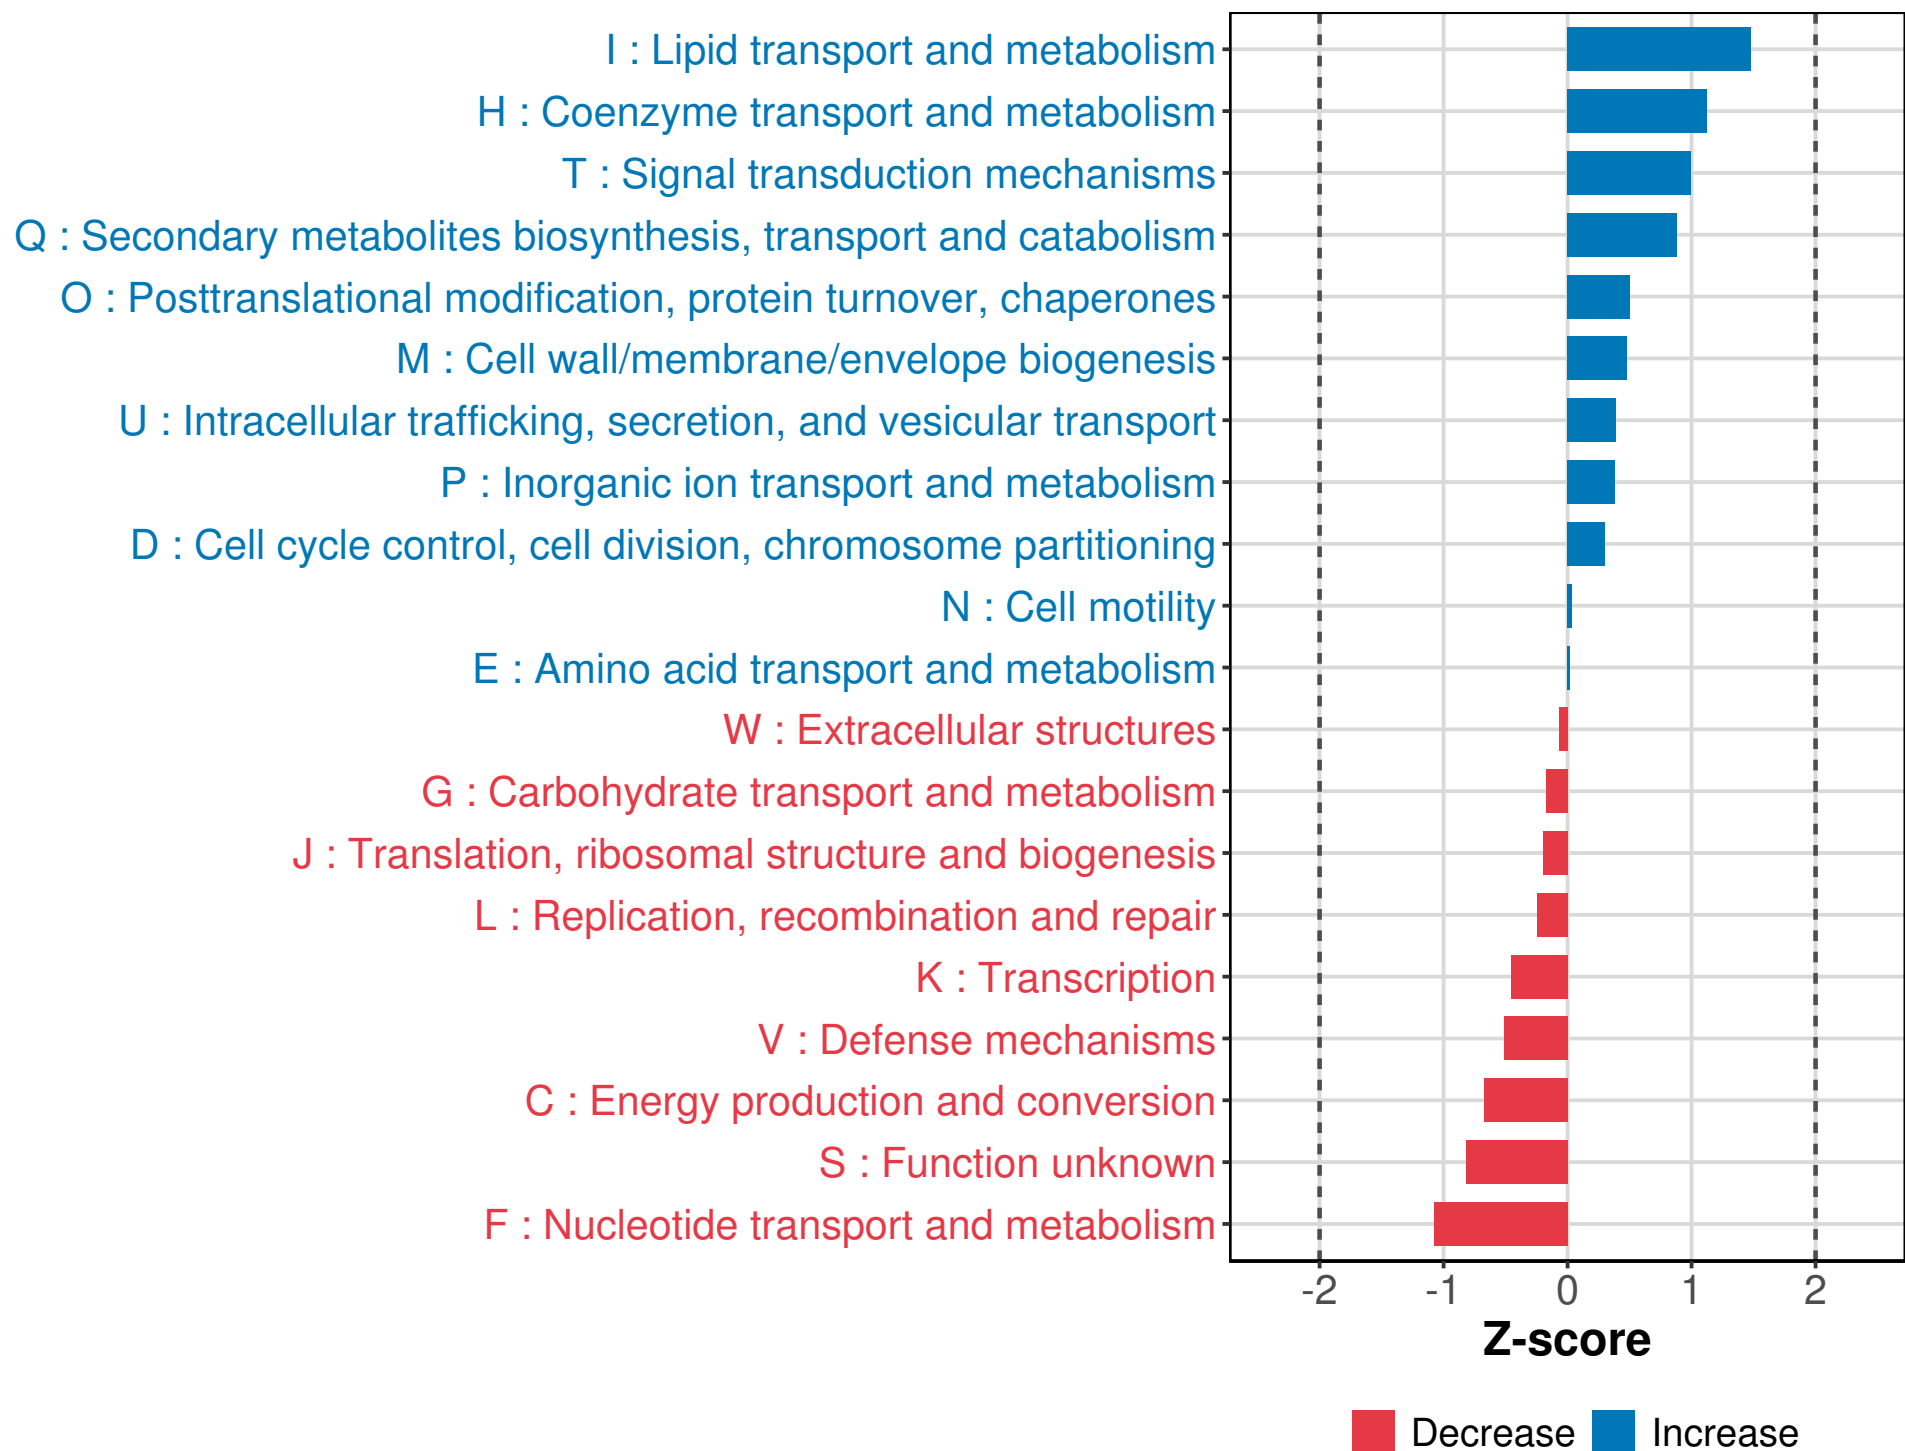 I : Lipid transport and metabolism
H : Coenzyme transport and metabolism
T : Signal transduction mechanisms
Q : Secondary metabolites biosynthesis, transport and catabolism
O : Posttranslational modification, protein turnover, chaperones
M : Cell wall/membrane/envelope biogenesis
U : Intracellular trafficking, secretion, and vesicular transport
P : Inorganic ion transport and metabolism
D : Cell cycle control, cell division, chromosome partitioning
N : Cell motility
E : Amino acid transport and metabolism
W : Extracellular structures
G : Carbohydrate transport and metabolism
J : Translation, ribosomal structure and biogenesis
L : Replication, recombination and repair
K : Transcription
V : Defense mechanisms
C : Energy production and conversion
S : Function unknown
F : Nucleotide transport and metabolism
-2 -1 0 1 2
Z-score
Decrease Increase